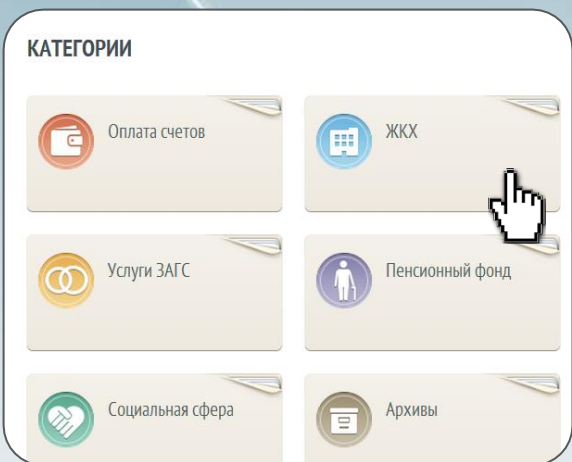 КАТЕГОРИИ
Оплата счетов
ЖКХ
Услуги ЗАГС
Пенсионный фонд
Социальная сфера
Архивы